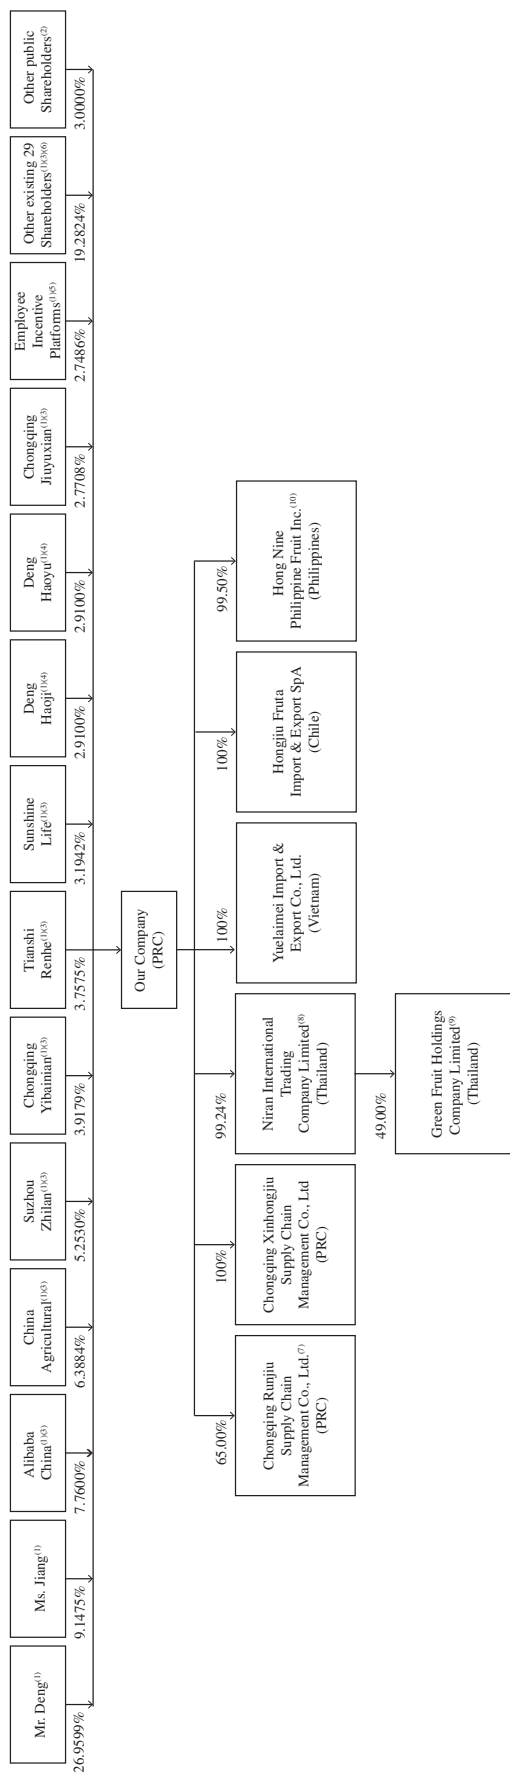 Mr. Deng(1)
26.9599%
Ms. Jiang(1)
9.1475%
Alibaba
China(1)(3)
7.7600%
China
Agricultural(1)(3)
6.3884%
Suzhou
Zhilan(1)(3)
5.2530%
Chongqing
Yibainian(1)(3)
3.9179%
Tianshi
Renhe(1)(3)
3.7575%
Sunshine
Life(1)(3)
3.1942%
Deng
Haoji(1)(4)
2.9100%
Deng
Haoyu(1)(4)
2.9100%
Chongqing
Jiuyuxian(1)(3)
2.7708%
Employee
Incentive
Platforms(1)(5)
2.7486%
Other existing 29
Shareholders(1)(3)(6)
19.2824%
Other public
Shareholders(2)
3.0000%
Our Company
(PRC)
65.00%
Chongqing Runjiu
Supply Chain
Management Co., Ltd.(7)
(PRC)
100%
Chongqing Xinhongjiu
Supply Chain
Management Co., Ltd
(PRC)
99.24%
Niran International
Trading
Company Limited(8)
(Thailand)
100%
Yuelaimei Import &
Export Co., Ltd.
(Vietnam)
100%
Hongjiu Fruta
Import & Export SpA
(Chile)
99.50%
Hong Nine
Philippine Fruit Inc.(10)
(Philippines)
49.00%
Green Fruit Holdings
Company Limited(9)
(Thailand)